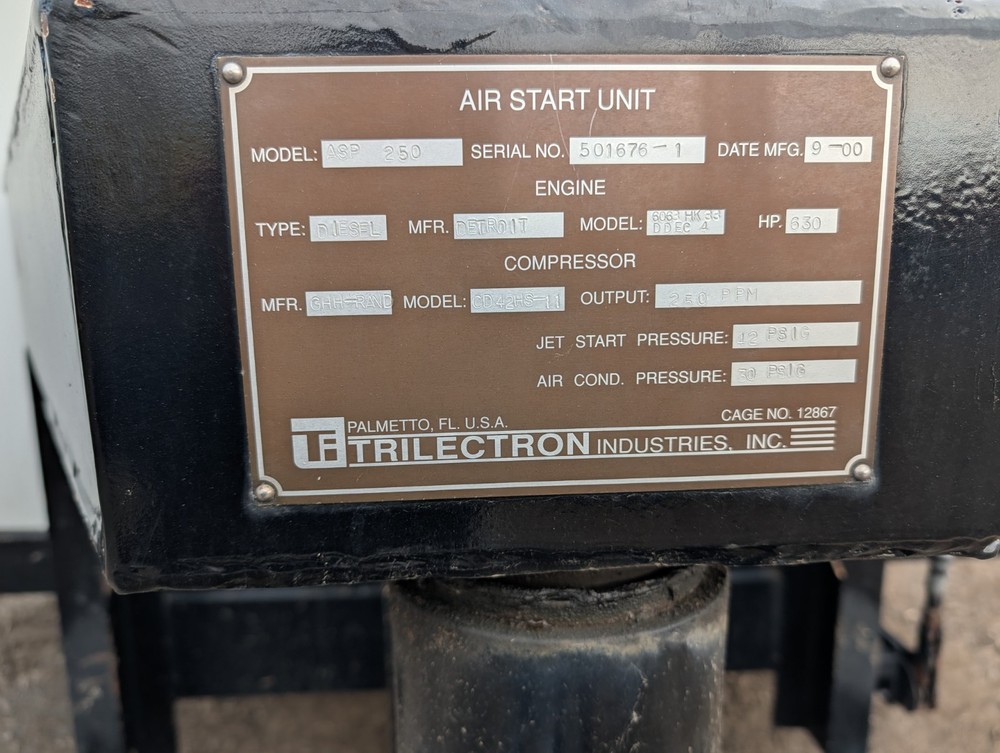 AIR START UNIT
MODEL: ASP 250 SERIAL NO. 501676-1 DATE MFG. 9-00
ENGINE
TYPE: DIESEL MFR. DETROIT MODEL: 6063 HK 33 DDEC 4 HP. 630
COMPRESSOR
MFR. GHH-RAND MODEL: CD42HS-11 OUTPUT: 250 PPM
JET START PRESSURE: 42 PSIG
AIR COND. PRESSURE: 30 PSIG
PALMETTO, FL. U.S.A. CAGE NO. 12867
TRILECTRON INDUSTRIES, INC.